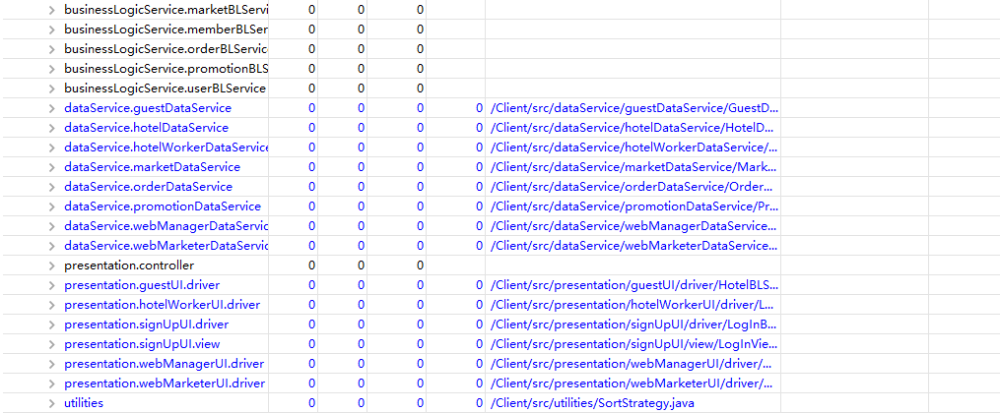 businessLogicService.marketBLServi 0 0 0
businessLogicService.memberBLSer 0 0 0
businessLogicService.orderBLServic 0 0 0
businessLogicService.promotionBLS 0 0 0
businessLogicService.userBLService 0 0 0
dataService.guestDataService 0 0 0 0 /Client/src/dataService/guestDataService/GuestD...
dataService.hotelDataService 0 0 0 0 /Client/src/dataService/hotelDataService/HotelD...
dataService.hotelWorkerDataService 0 0 0 0 /Client/src/dataService/hotelWorkerDataService/...
dataService.marketDataService 0 0 0 0 /Client/src/dataService/marketDataService/Mark...
dataService.orderDataService 0 0 0 0 /Client/src/dataService/orderDataService/Order...
dataService.promotionDataService 0 0 0 0 /Client/src/dataService/promotionDataService/Pr...
dataService.webManagerDataServic 0 0 0 0 /Client/src/dataService/webManagerDataService...
dataService.webMarketerDataServic 0 0 0 0 /Client/src/dataService/webMarketerDataService...
presentation.controller 0 0 0
presentation.guestUI.driver 0 0 0 0 /Client/src/presentation/guestUI/driver/HotelBLS...
presentation.hotelWorkerUI.driver 0 0 0 0 /Client/src/presentation/hotelWorkerUI/driver/L...
presentation.signUpUI.driver 0 0 0 0 /Client/src/presentation/signUpUI/driver/LogInB...
presentation.signUpUI.view 0 0 0 0 /Client/src/presentation/signUpUI/view/LogInVie...
presentation.webManagerUI.driver 0 0 0 0 /Client/src/presentation/webManagerUI/driver/...
presentation.webMarketerUI.driver 0 0 0 0 /Client/src/presentation/webMarketerUI/driver/...
utilities 0 0 0 0 /Client/src/utilities/SortStrategy.java